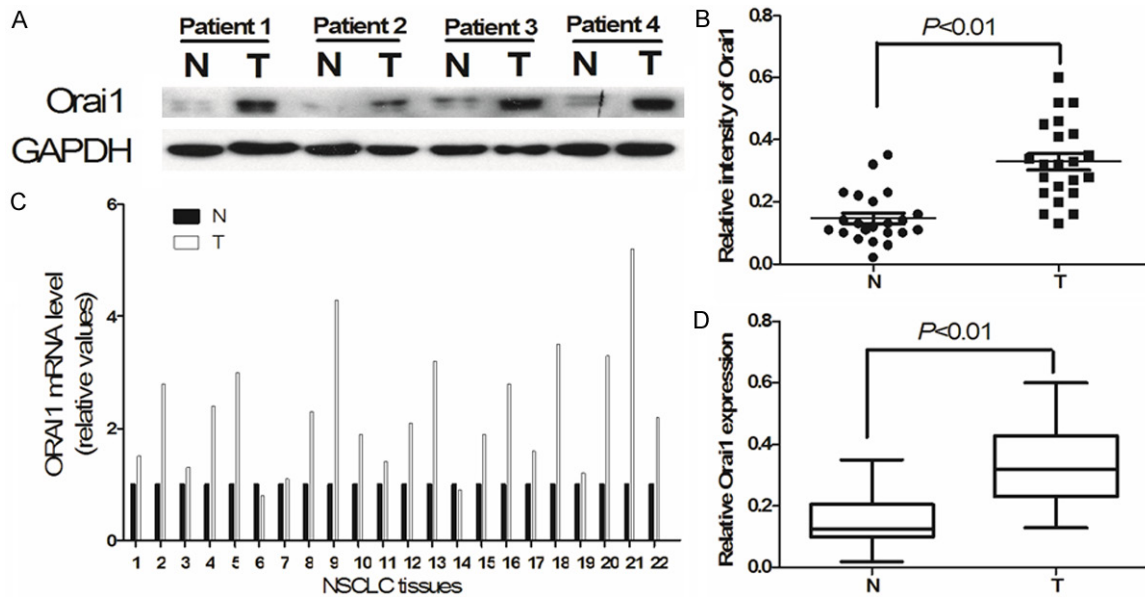 A
Patient 1 Patient 2 Patient 3 Patient 4
N T N T N T N T
Orai1
GAPDH
B
0.8
0.6
0.4
0.2
0.0
Relative intensity of Orai1
P<0.01
N T
C
6
4
2
0
ORAI1 mRNA level
(relative values)
N
T
1 2 3 4 5 6 7 8 9 10 11 12 13 14 15 16 17 18 19 20 21 22
NSCLC tissues
D
0.8
0.6
0.4
0.2
0.0
Relative Orai1 expression
P<0.01
N T